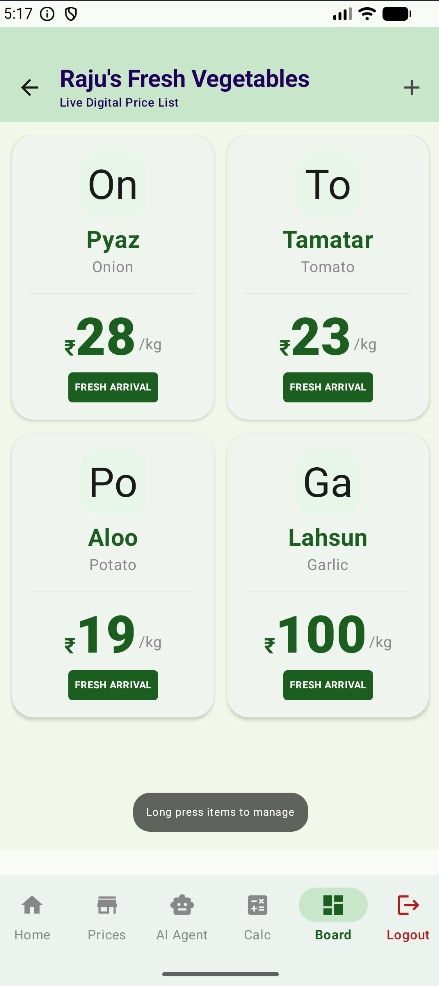 5:17
Raju's Fresh Vegetables
Live Digital Price List
On
Pyaz
Onion
₹28/kg
FRESH ARRIVAL
To
Tamatar
Tomato
₹23/kg
FRESH ARRIVAL
Po
Aloo
Potato
₹19/kg
FRESH ARRIVAL
Ga
Lahsun
Garlic
₹100/kg
FRESH ARRIVAL
Long press items to manage
Home Prices AI Agent Calc Board Logout